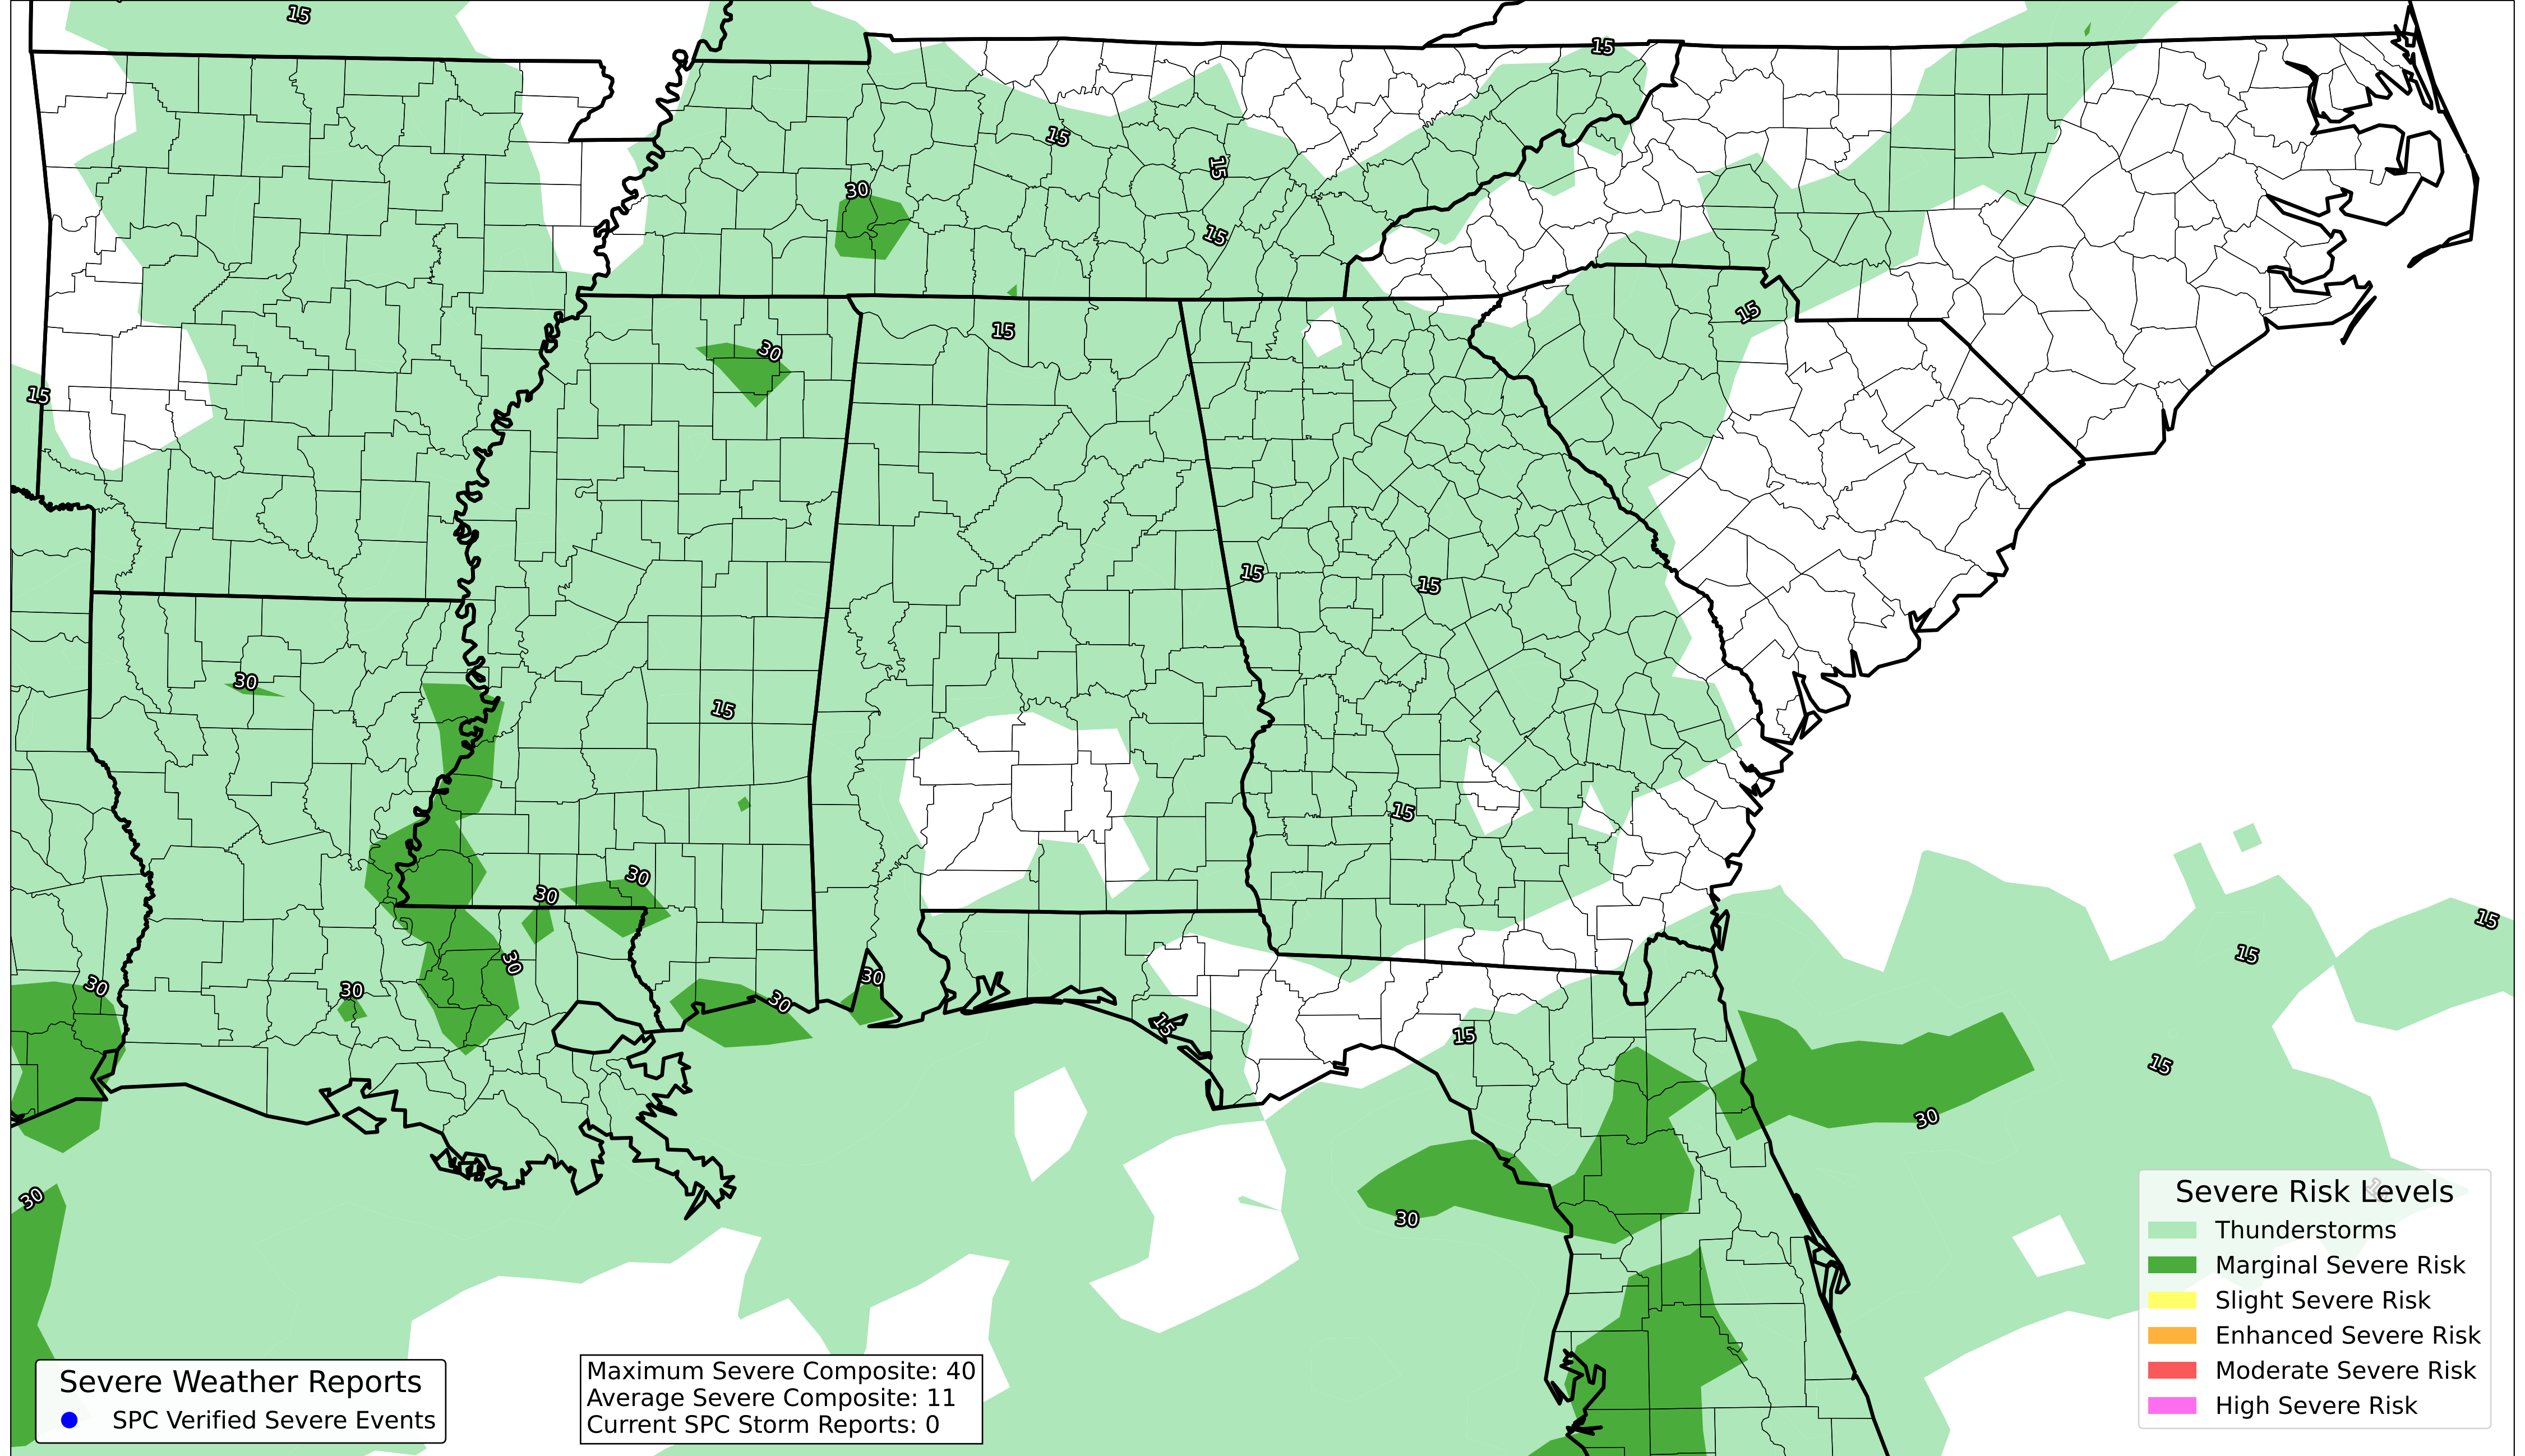 15
15
15
15
30
15
15
15
30
15
15
15
15
30
15
15
30
30
15
30
15
30
30
30
30
15
15
15
30
30
30
Severe Risk Levels
Thunderstorms
Marginal Severe Risk
Slight Severe Risk
Enhanced Severe Risk
Moderate Severe Risk
High Severe Risk
Severe Weather Reports
SPC Verified Severe Events
Maximum Severe Composite: 40
Average Severe Composite: 11
Current SPC Storm Reports: 0